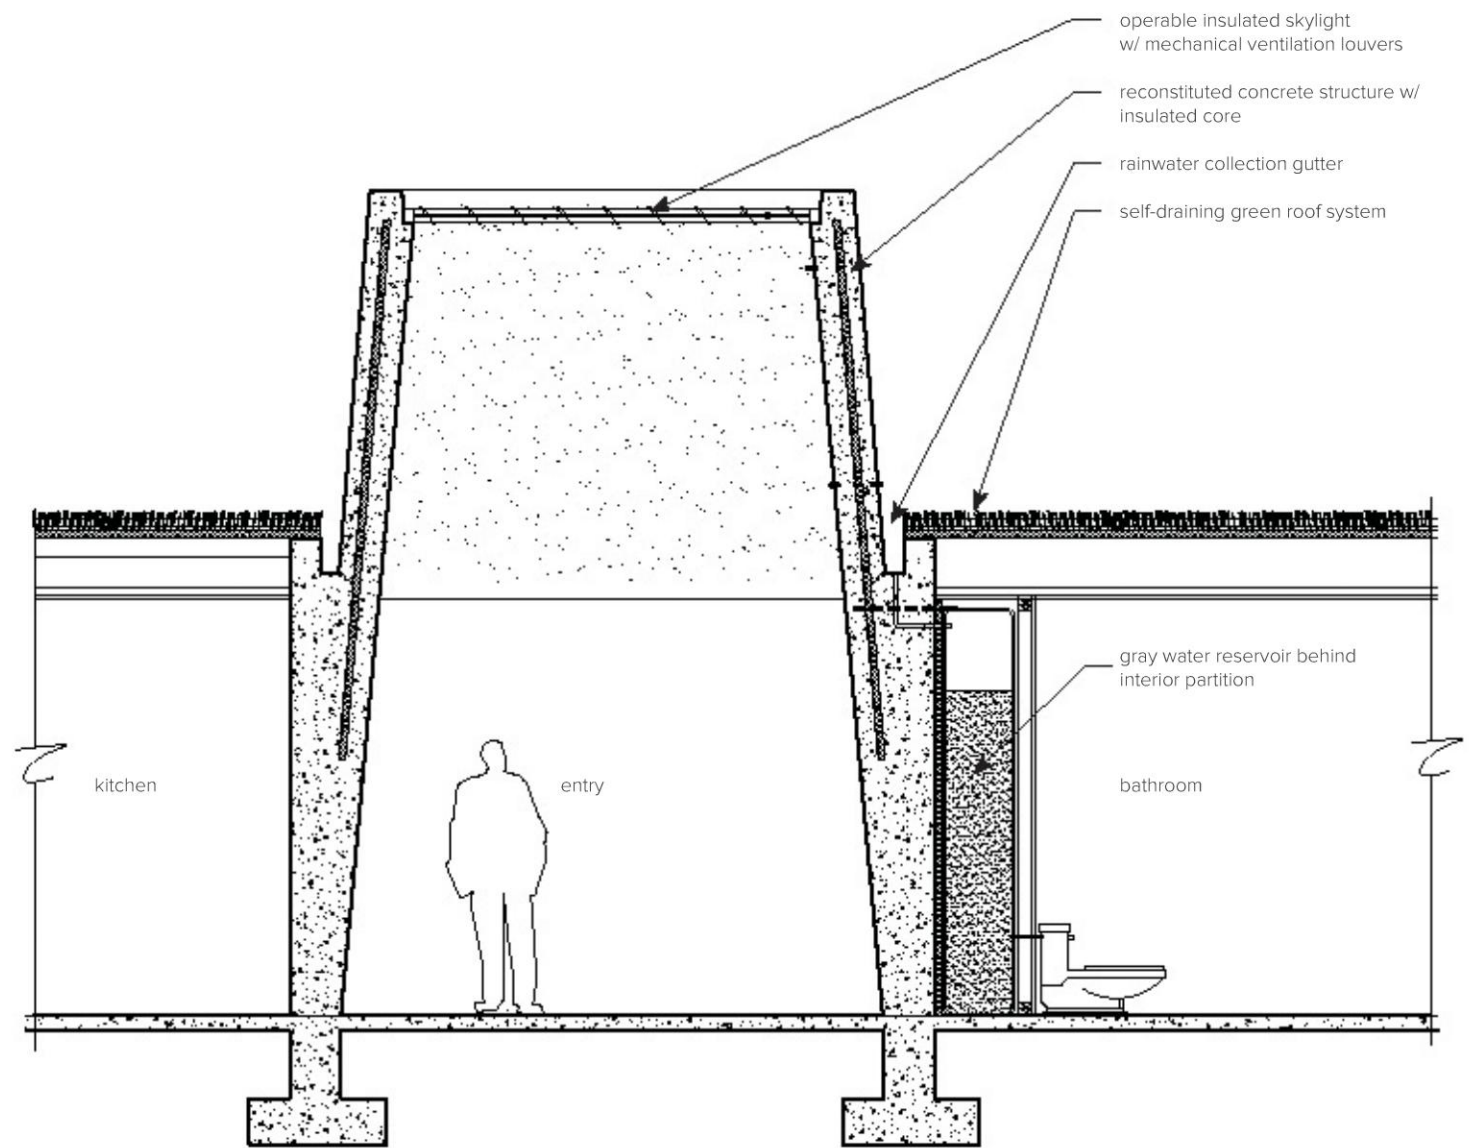 operable insulated skylight
w/ mechanical ventilation louvers
reconstituted concrete structure w/
insulated core
rainwater collection gutter
self-draining green roof system
gray water reservoir behind
interior partition
kitchen
entry
bathroom